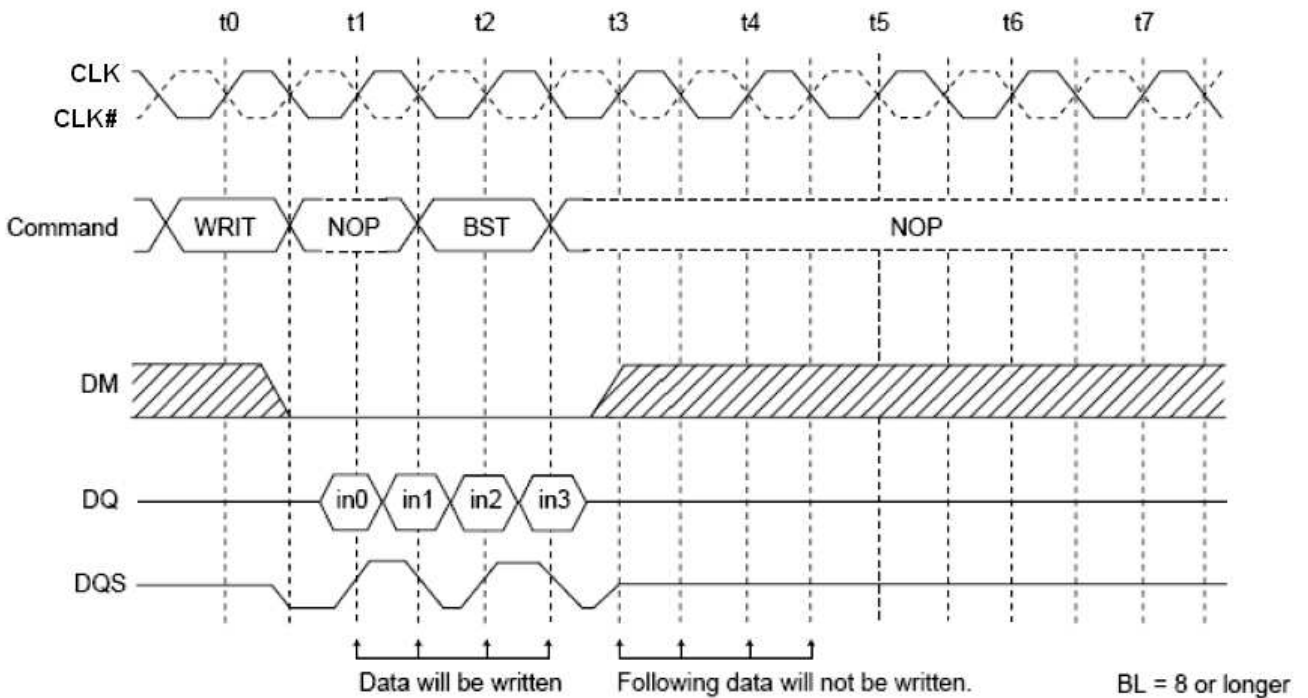 t0 t1 t2 t3 t4 t5 t6 t7
CLK
CLK#
Command WRIT NOP BST NOP
DM
DQ in0 in1 in2 in3
DQS
Data will be written Following data will not be written. BL = 8 or longer